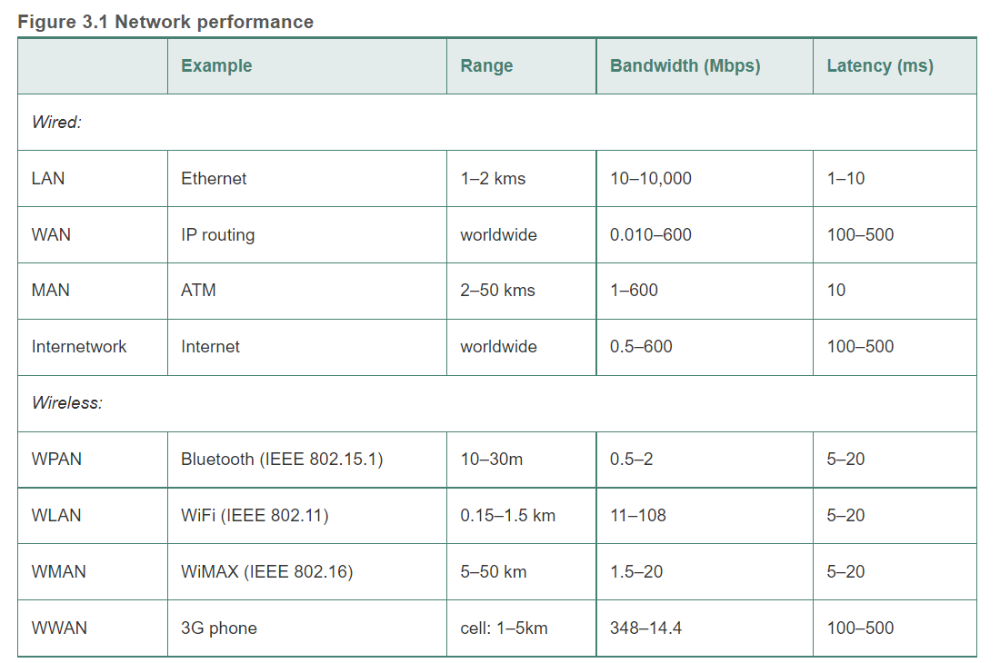 Figure 3.1 Network performance
Example Range Bandwidth (Mbps) Latency (ms)
Wired:
LAN Ethernet 1–2 kms 10–10,000 1–10
WAN IP routing worldwide 0.010–600 100–500
MAN ATM 2–50 kms 1–600 10
Internetwork Internet worldwide 0.5–600 100–500
Wireless:
WPAN Bluetooth (IEEE 802.15.1) 10–30m 0.5–2 5–20
WLAN WiFi (IEEE 802.11) 0.15–1.5 km 11–108 5–20
WMAN WiMAX (IEEE 802.16) 5–50 km 1.5–20 5–20
WWAN 3G phone cell: 1–5km 348–14.4 100–500